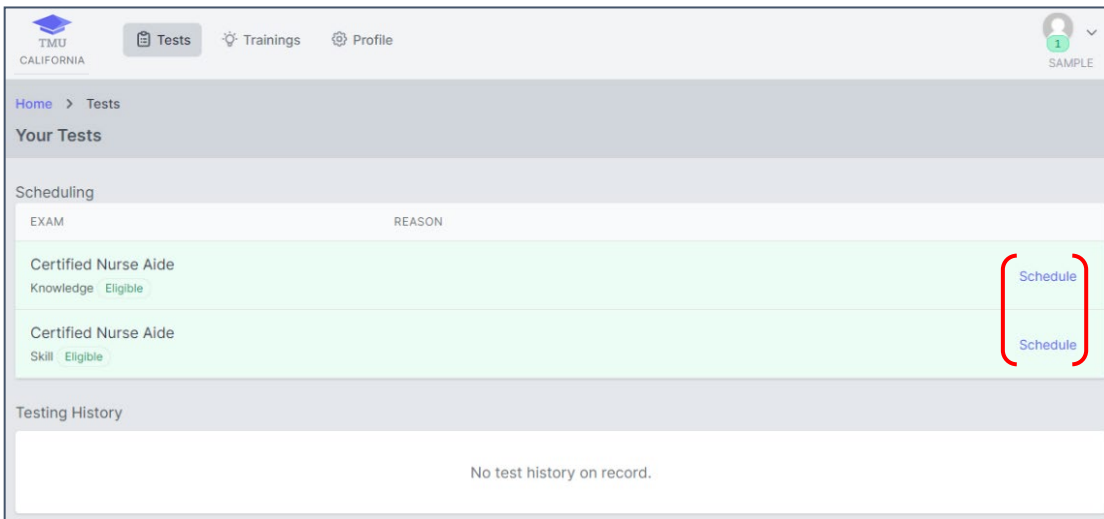 TMU
CALIFORNIA
Tests
Trainings
Profile
1
SAMPLE
Home > Tests
Your Tests
Scheduling
EXAM REASON
Certified Nurse Aide
Knowledge Eligible
Schedule
Certified Nurse Aide
Skill Eligible
Schedule
Testing History
No test history on record.